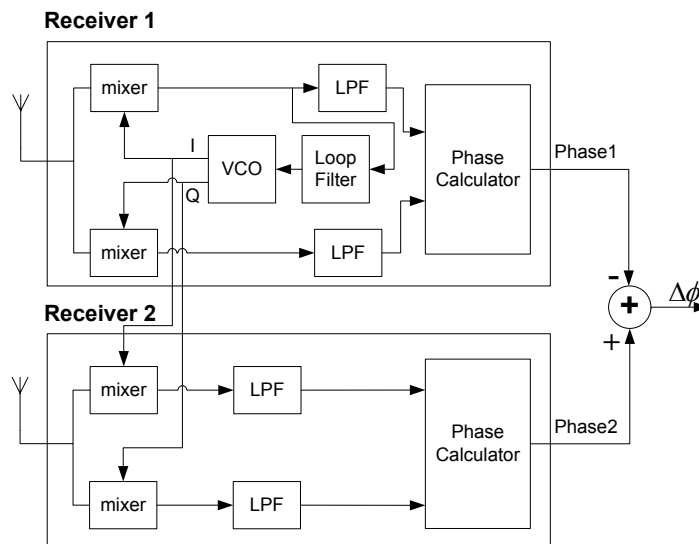 Receiver 1
mixer
LPF
I
VCO
Loop
Filter
Phase
Calculator
Phase1
Q
mixer
LPF
-
+
Δϕ
+
Receiver 2
mixer
LPF
Phase
Calculator
Phase2
mixer
LPF